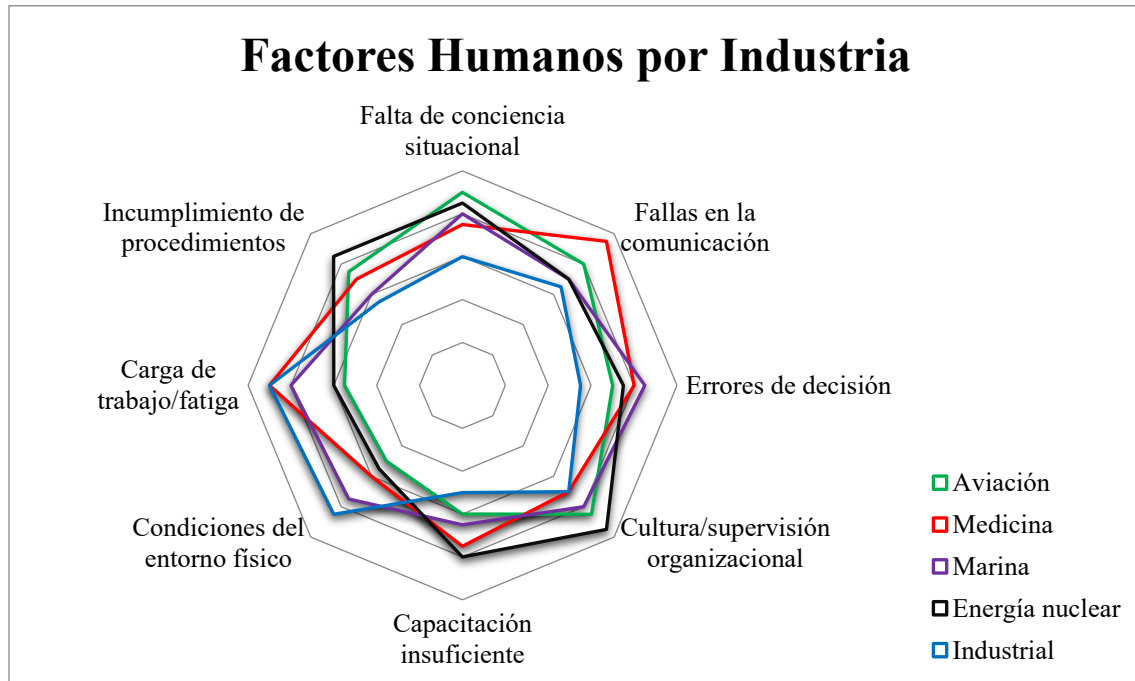 Factores Humanos por Industria
Falta de conciencia
situacional
Fallas en la
comunicación
Errores de decisión
Cultura/supervisión
organizacional
Capacitación
insuficiente
Condiciones del
entorno físico
Carga de
trabajo/fatiga
Incumplimiento de
procedimientos
Aviación
Medicina
Marina
Energía nuclear
Industrial